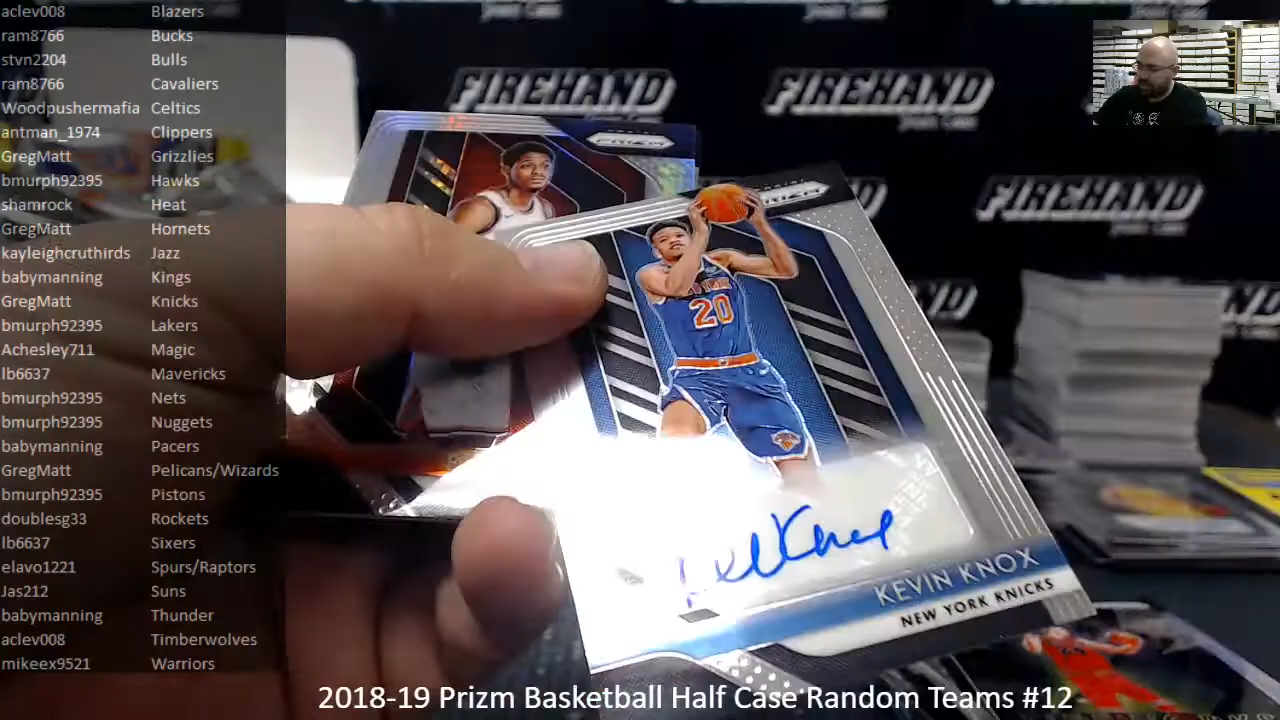 aclev008 Blazers
ram8766 Bucks
stvn2204 Bulls
ram8766 Cavaliers
Woodpushermafia Celtics
antman_1974 Clippers
GregMatt Grizzlies
bmurph92395 Hawks
shamrock Heat
GregMatt Hornets
kayleighcruthirds Jazz
babymanning Kings
GregMatt Knicks
bmurph92395 Lakers
Achesley711 Magic
lb6637 Mavericks
bmurph92395 Nets
bmurph92395 Nuggets
babymanning Pacers
GregMatt Pelicans/Wizards
bmurph92395 Pistons
doublesg33 Rockets
lb6637 Sixers
elavo1221 Spurs/Raptors
Jas212 Suns
babymanning Thunder
aclev008 Timberwolves
mikeex9521 Warriors
FIREHAND
FIREHAND
FIREHAND
PRIZM
20
KEVIN KNOX
NEW YORK KNICKS
2018-19 Prizm Basketball Half Case Random Teams #12